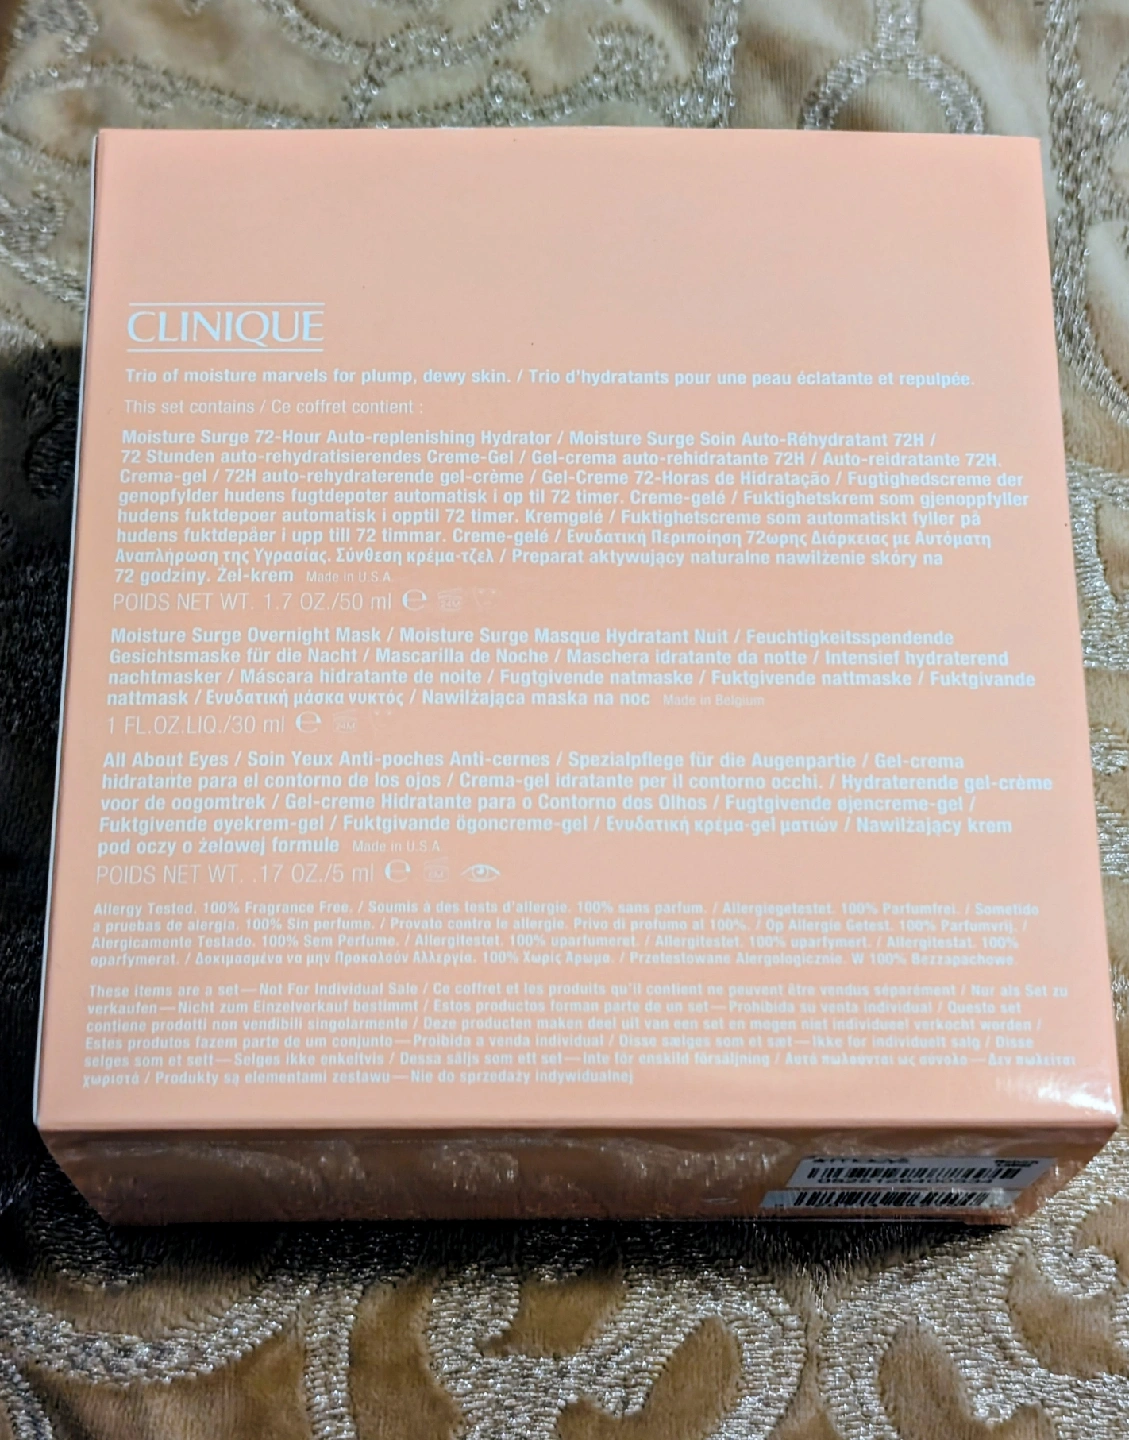 CLINIQUE
Trio of moisture marvels for plump, dewy skin. / Trio d'hydratants pour une peau éclatante et repulpée.
This set contains / Ce coffret contient :
Moisture Surge 72-Hour Auto-replenishing Hydrator / Moisture Surge Soin Auto-Réhydratant 72H /
72 Stunden auto-rehydratisierendes Creme-Gel / Gel-crema auto-rehidratante 72H / Auto-reidratante 72H.
Crema-gel / 72H auto-rehydraterende gel-crème / Gel-Creme 72-Horas de Hidratação / Fugtighedscreme der
genopfylder hudens fugtdepoter automatisk i op til 72 timer. Creme-gelé / Fuktighetskrem som gjenoppfyller
hudens fuktdepoer automatisk i opptil 72 timer. Kremgelé / Fuktighetscreme som automatiskt fyller på
hudens fuktdepåer i upp till 72 timmar. Creme-gelé / Ενυδατική Περιποίηση 72ωρης Διάρκειας με Αυτόματη
Αναπλήρωση της Υγρασίας. Σύνθεση κρέμα-τζελ / Preparat aktywujący naturalne nawilżenie skóry na
72 godziny. Żel-krem Made in U.S.A.
POIDS NET WT. 1.7 OZ./50 ml ℮ 24M
Moisture Surge Overnight Mask / Moisture Surge Masque Hydratant Nuit / Feuchtigkeitsspendende
Gesichtsmaske für die Nacht / Mascarilla de Noche / Maschera idratante da notte / Intensief hydraterend
nachtmasker / Máscara hidratante de noite / Fugtgivende natmaske / Fuktgivende nattmaske / Fuktgivande
nattmask / Ενυδατική μάσκα νυκτός / Nawilżająca maska na noc Made in Belgium
1 FL.OZ.LIQ./30 ml ℮
All About Eyes / Soin Yeux Anti-poches Anti-cernes / Spezialpflege für die Augenpartie / Gel-crema
hidratante para el contorno de los ojos / Crema-gel idratante per il contorno occhi. / Hydraterende gel-crème
voor de oogomtrek / Gel-creme Hidratante para o Contorno dos Olhos / Fugtgivende øjencreme-gel /
Fuktgivende øyekrem-gel / Fuktgivande ögoncreme-gel / Ενυδατική κρέμα-gel ματιών / Nawilżający krem
pod oczy o żelowej formule Made in U.S.A.
POIDS NET WT. .17 OZ./5 ml ℮
Allergy Tested. 100% Fragrance Free. / Soumis à des tests d'allergie. 100% sans parfum. / Allergiegetestet. 100% Parfumfrei. / Sometido
a pruebas de alergia. 100% Sin perfume. / Provato contro le allergie. Privo di profumo al 100%. / Op Allergie Getest. 100% Parfumvrij. /
Alergicamente Testado. 100% Sem Perfume. / Allergitestet. 100% uparfumeret. / Allergitestet. 100% uparfymert. / Allergitestat. 100%
oparfymerat. / Δοκιμασμένο να μην Προκαλούν Αλλεργία. 100% Χωρίς Άρωμα. / Przetestowane Alergologicznie. W 100% Bezzapachowe.
These items are a set—Not For Individual Sale / Ce coffret et les produits qu'il contient ne peuvent être vendus séparément / Nur als Set zu
verkaufen—Nicht zum Einzelverkauf bestimmt / Estos productos forman parte de un set—Prohibida su venta individual / Questo set
contiene prodotti non vendibili singolarmente / Deze producten maken deel uit van een set en mogen niet individueel verkocht worden /
Estes produtos fazem parte de um conjunto—Proibida a venda individual / Disse sælges som et sæt—Ikke for individuelt salg / Disse
selges som et sett—Selges ikke enkeltvis / Dessa säljs som ett set—Inte för enskild försäljning / Αυτά πωλούνται ως σύνολο—Δεν πωλείται
χωριστά / Produkty są elementami zestawu—Nie do sprzedaży indywidualnej